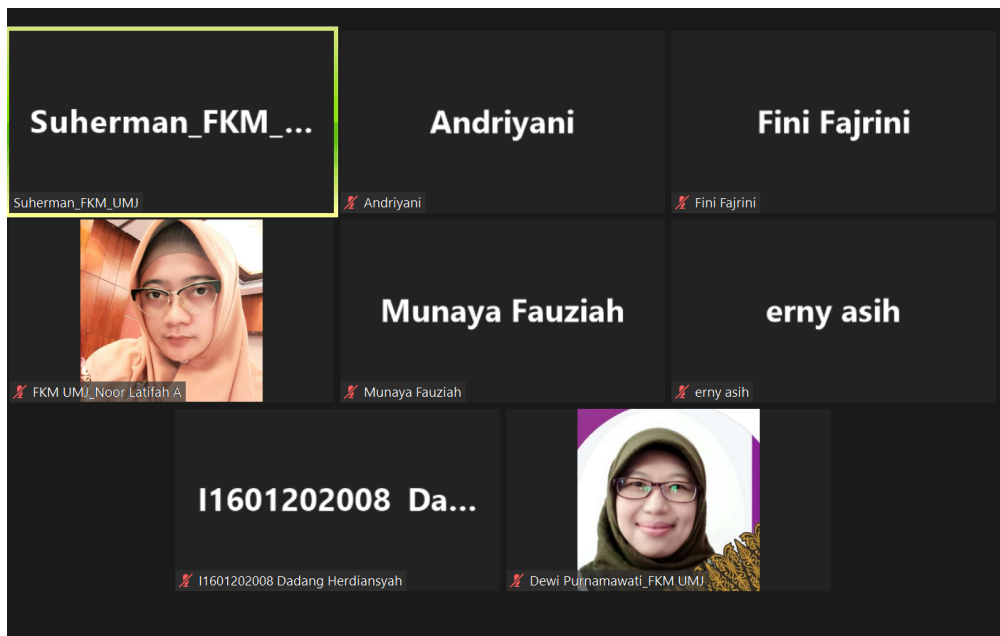 Suherman_FKM_...
Andriyani
Fini Fajrini
Suherman_FKM_UMJ
Andriyani
Fini Fajrini
Munaya Fauziah
erny asih
FKM UMJ_Noor Latifah A
Munaya Fauziah
erny asih
I1601202008 Da...
I1601202008 Dadang Herdiansyah
Dewi Purnamawati_FKM UMJ